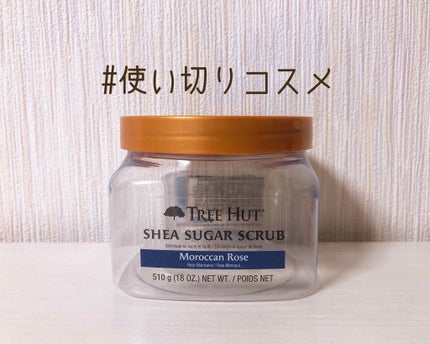 #使い切りコスメ
TREE HUT
SHEA SUGAR SCRUB
Moroccan Rose
510 g (18 OZ.) NET WT. / POIDS NET